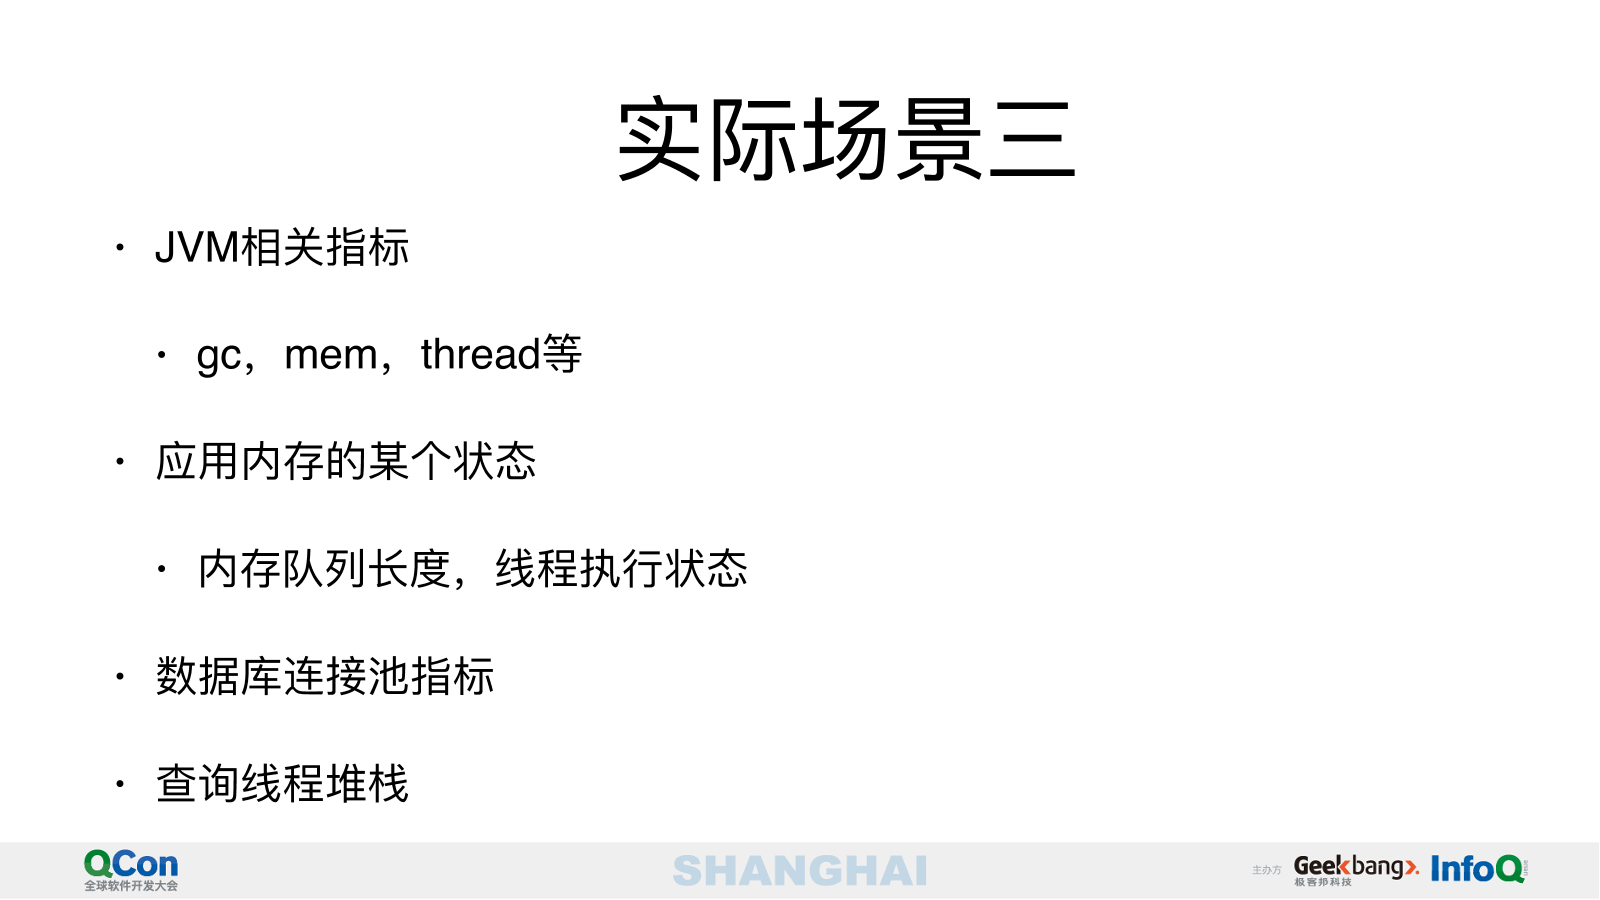 实际场景三
• JVM相关指标
• gc，mem，thread等
• 应用内存的某个状态
• 内存队列长度，线程执行状态
• 数据库连接池指标
• 查询线程堆栈
QCon
全球软件开发大会
SHANGHAI
主办方
Geekbang>.
极客邦科技
InfoQ